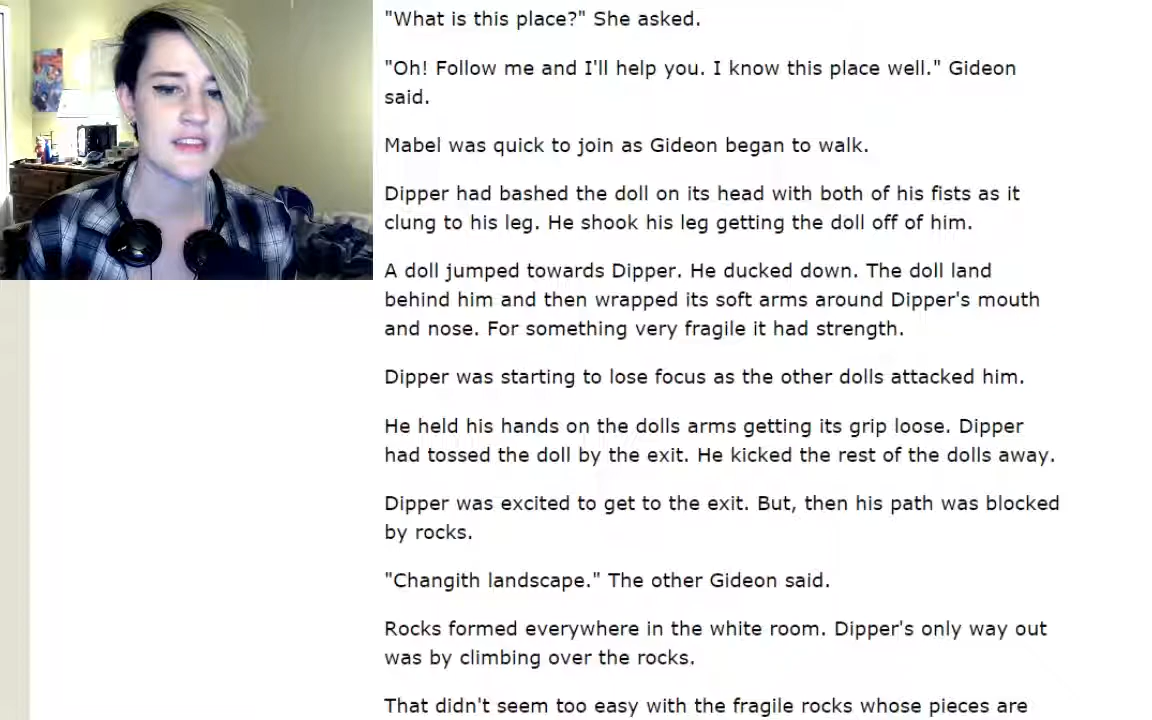 "What is this place?" She asked.
"Oh! Follow me and I'll help you. I know this place well." Gideon
said.
Mabel was quick to join as Gideon began to walk.
Dipper had bashed the doll on its head with both of his fists as it
clung to his leg. He shook his leg getting the doll off of him.
A doll jumped towards Dipper. He ducked down. The doll land
behind him and then wrapped its soft arms around Dipper's mouth
and nose. For something very fragile it had strength.
Dipper was starting to lose focus as the other dolls attacked him.
He held his hands on the dolls arms getting its grip loose. Dipper
had tossed the doll by the exit. He kicked the rest of the dolls away.
Dipper was excited to get to the exit. But, then his path was blocked
by rocks.
"Changith landscape." The other Gideon said.
Rocks formed everywhere in the white room. Dipper's only way out
was by climbing over the rocks.
That didn't seem too easy with the fragile rocks whose pieces are